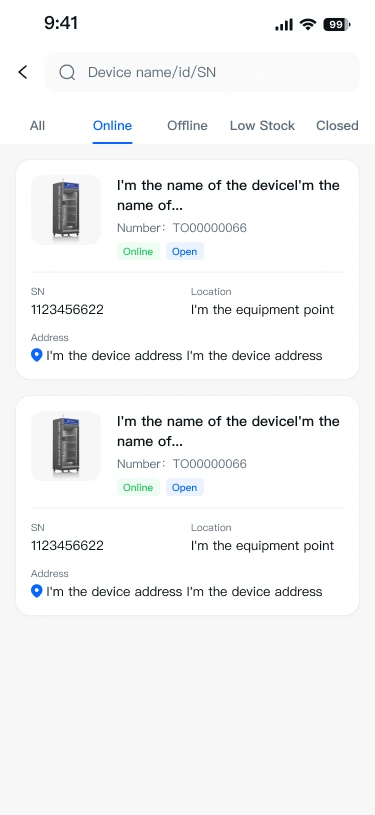 9:41
99
Device name/id/SN
All
Online
Offline
Low Stock
Closed
I'm the name of the deviceI'm the
name of...
Number： TO00000066
Online
Open
SN
Location
1123456622
I'm the equipment point
Address
I'm the device address I'm the device address
I'm the name of the deviceI'm the
name of...
Number： TO00000066
Online
Open
SN
Location
1123456622
I'm the equipment point
Address
I'm the device address I'm the device address